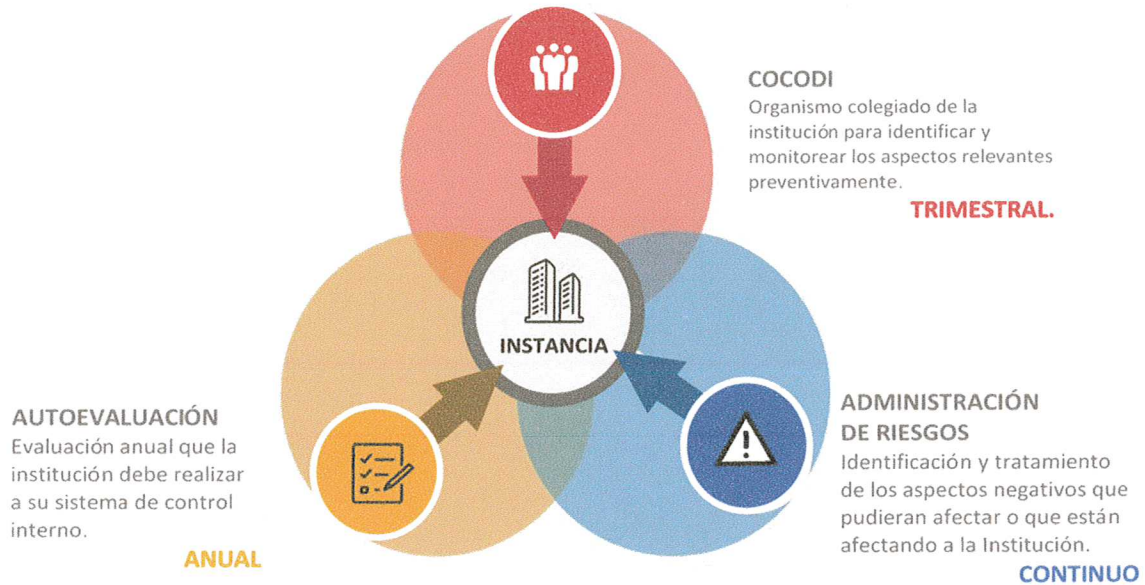 COCODI
Organismo colegiado de la
institución para identificar y
monitorear los aspectos relevantes
preventivamente.
TRIMESTRAL.
INSTANCIA
AUTOEVALUACIÓN
Evaluación anual que la
institución debe realizar
a su sistema de control
interno.
ANUAL
ADMINISTRACIÓN
DE RIESGOS
Identificación y tratamiento
de los aspectos negativos que
pudieran afectar o que están
afectando a la Institución.
CONTINUO